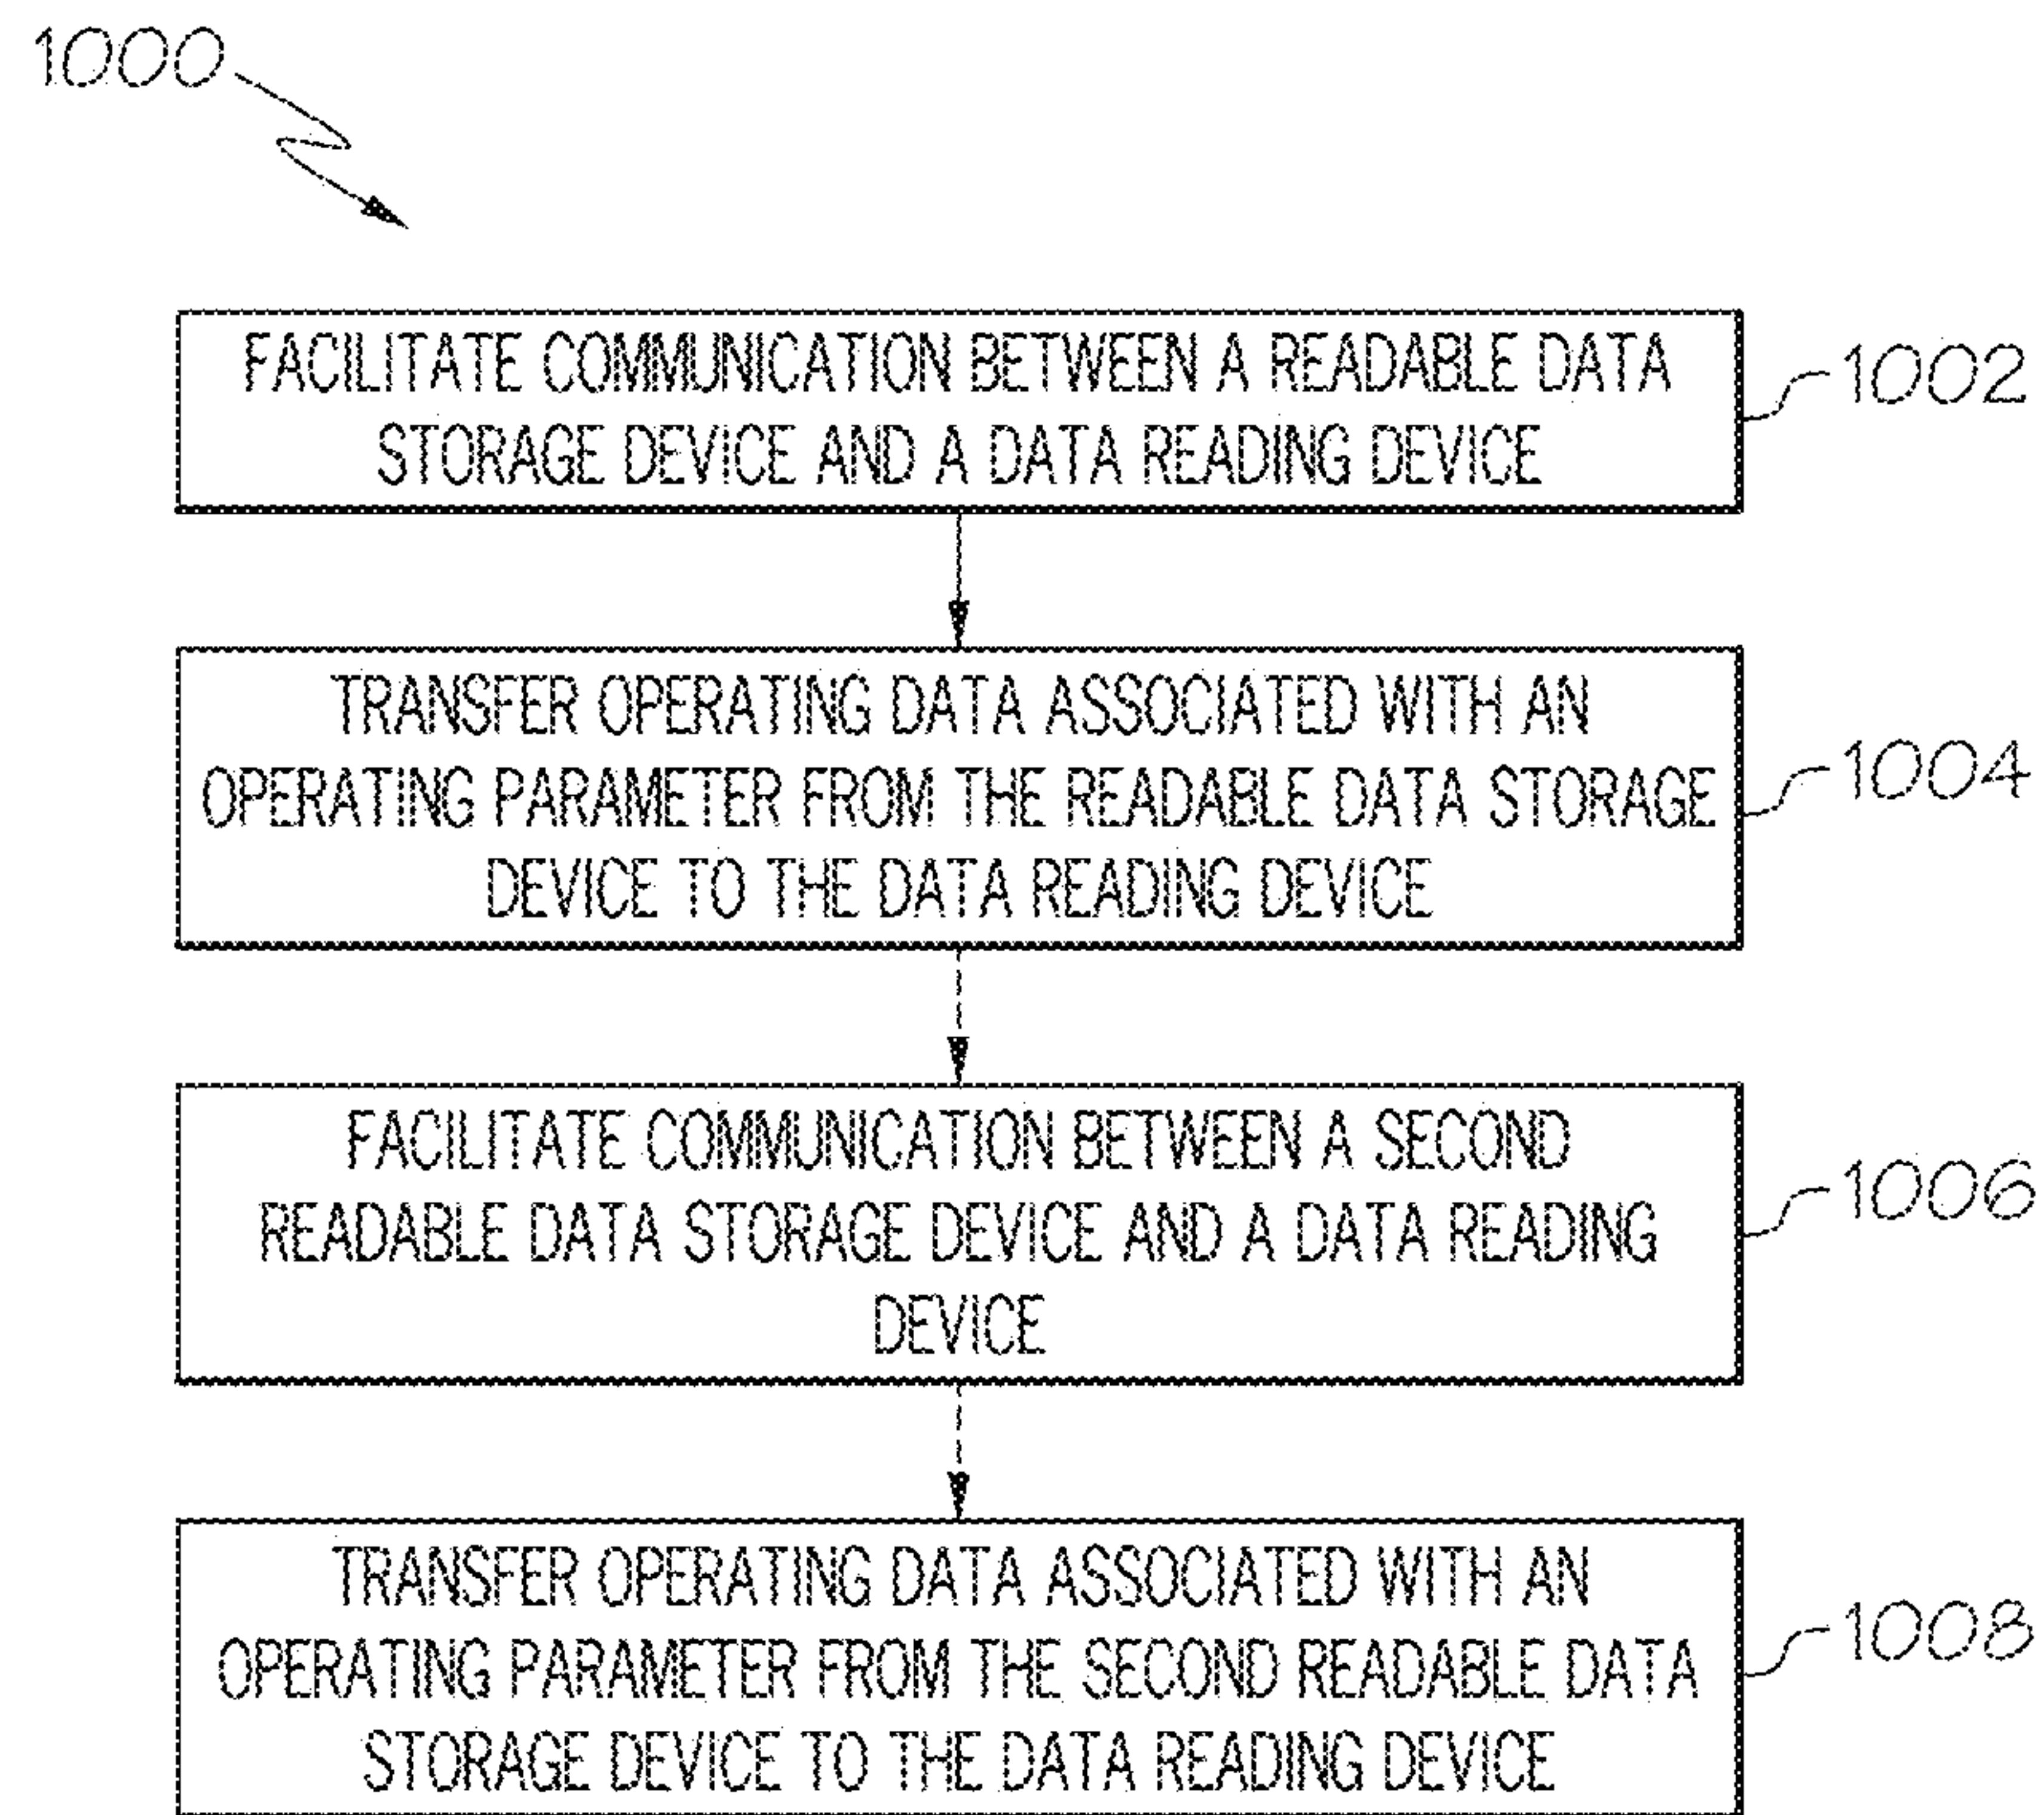 1000
FACILITATE COMMUNICATION BETWEEN A READABLE DATA
STORAGE DEVICE AND A DATA READING DEVICE
1002
TRANSFER OPERATING DATA ASSOCIATED WITH AN
OPERATING PARAMETER FROM THE READABLE DATA STORAGE
DEVICE TO THE DATA READING DEVICE
1004
FACILITATE COMMUNICATION BETWEEN A SECOND
READABLE DATA STORAGE DEVICE AND A DATA READING
DEVICE
1006
TRANSFER OPERATING DATA ASSOCIATED WITH AN
OPERATING PARAMETER FROM THE SECOND READABLE DATA
STORAGE DEVICE TO THE DATA READING DEVICE
1008